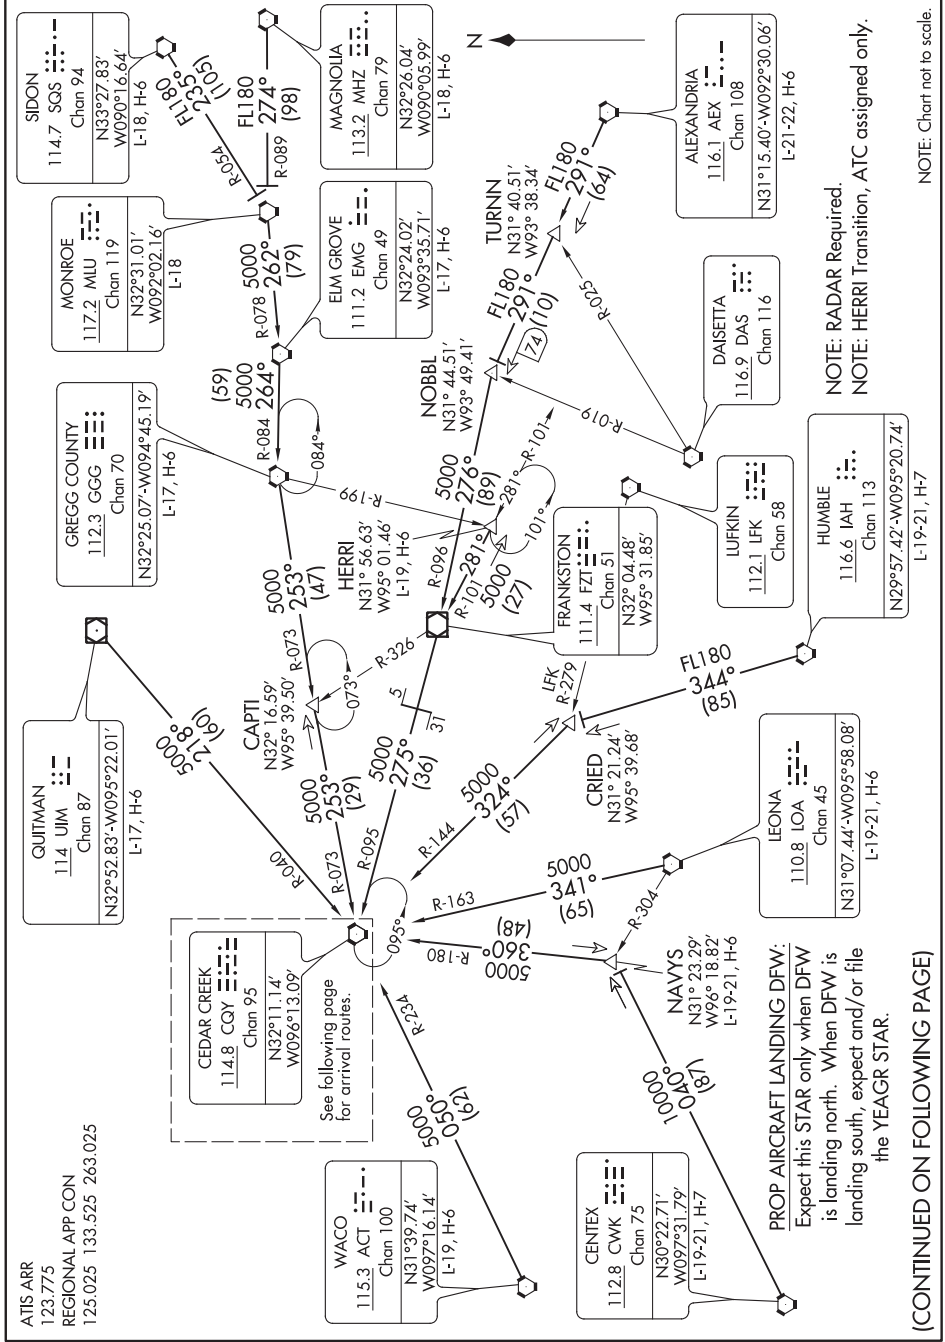 ATIS ARR
123.775
REGIONAL APP CON
125.025 133.525 263.025
QUITMAN
114 UIM
Chan 87
N32°52.83′-W095°22.01′
L-17, H-6
5000
218°
(60)
R-040
GREGG COUNTY
112.3 GGG
Chan 70
N32°25.07′-W094°45.19′
L-17, H-6
MONROE
117.2 MLU
Chan 119
N32°31.01′
W092°02.16′
L-18
SIDON
114.7 SQS
Chan 94
N33°27.83′
W090°16.64′
L-18, H-6
FL180
235°
(105)
R-054
FL180
274°
(98)
R-089
MAGNOLIA
113.2 MHZ
Chan 79
N32°26.04′
W090°05.99′
L-18, H-6
5000
262°
(79)
R-078
ELM GROVE
111.2 EMG
Chan 49
N32°24.02′
W093°35.71′
L-17, H-6
(59)
5000
264°
R-084
084°
R-199
5000
253°
(47)
R-073
CAPTI
N32° 16.59′
W95° 39.50′
073°
R-326
5000
253°
(29)
R-073
HERRI
N31° 56.63′
W95° 01.46′
L-19, H-6
5000
276°
(89)
R-096
NOBBL
N31° 44.51′
W93° 49.41′
FL180
291°
(10)
74
TURNN
N31° 40.51′
W93° 38.34′
FL180
291°
(64)
N
ALEXANDRIA
116.1 AEX
Chan 108
N31°15.40′-W092°30.06′
L-21-22, H-6
R-025
R-019
DAISETTA
116.9 DAS
Chan 116
R-101
281°
101°
281°
R-101
5000
(27)
FRANKSTON
111.4 FZT
Chan 51
N32° 04.48′
W95° 31.85′
LUFKIN
112.1 LFK
Chan 58
HUMBLE
116.6 IAH
Chan 113
N29°57.42′-W095°20.74′
L-19-21, H-7
FL180
344°
(85)
LFK
R-279
CRIED
N31° 21.24′
W95° 39.68′
5000
324°
(57)
R-144
5
31
5000
275°
(36)
R-095
CEDAR CREEK
114.8 CQY
Chan 95
N32°11.14′
W096°13.09′
See following page
for arrival routes.
095°
R-163
5000
341°
(65)
LEONA
110.8 LOA
Chan 45
N31°07.44′-W095°58.08′
L-19-21, H-6
R-304
5000
360°
(48)
R-180
NAVYS
N31° 23.29′
W96° 18.82′
L-19-21, H-6
R-234
5000
050°
(62)
WACO
115.3 ACT
Chan 100
N31°39.74′
W097°16.14′
L-19, H-6
CENTEX
112.8 CWK
Chan 75
N30°22.71′
W097°31.79′
L-19-21, H-7
10000
040°
(87)
PROP AIRCRAFT LANDING DFW:
Expect this STAR only when DFW
is landing north. When DFW is
landing south, expect and/or file
the YEAGR STAR.
NOTE: RADAR Required.
NOTE: HERRI Transition, ATC assigned only.
NOTE: Chart not to scale.
(CONTINUED ON FOLLOWING PAGE)